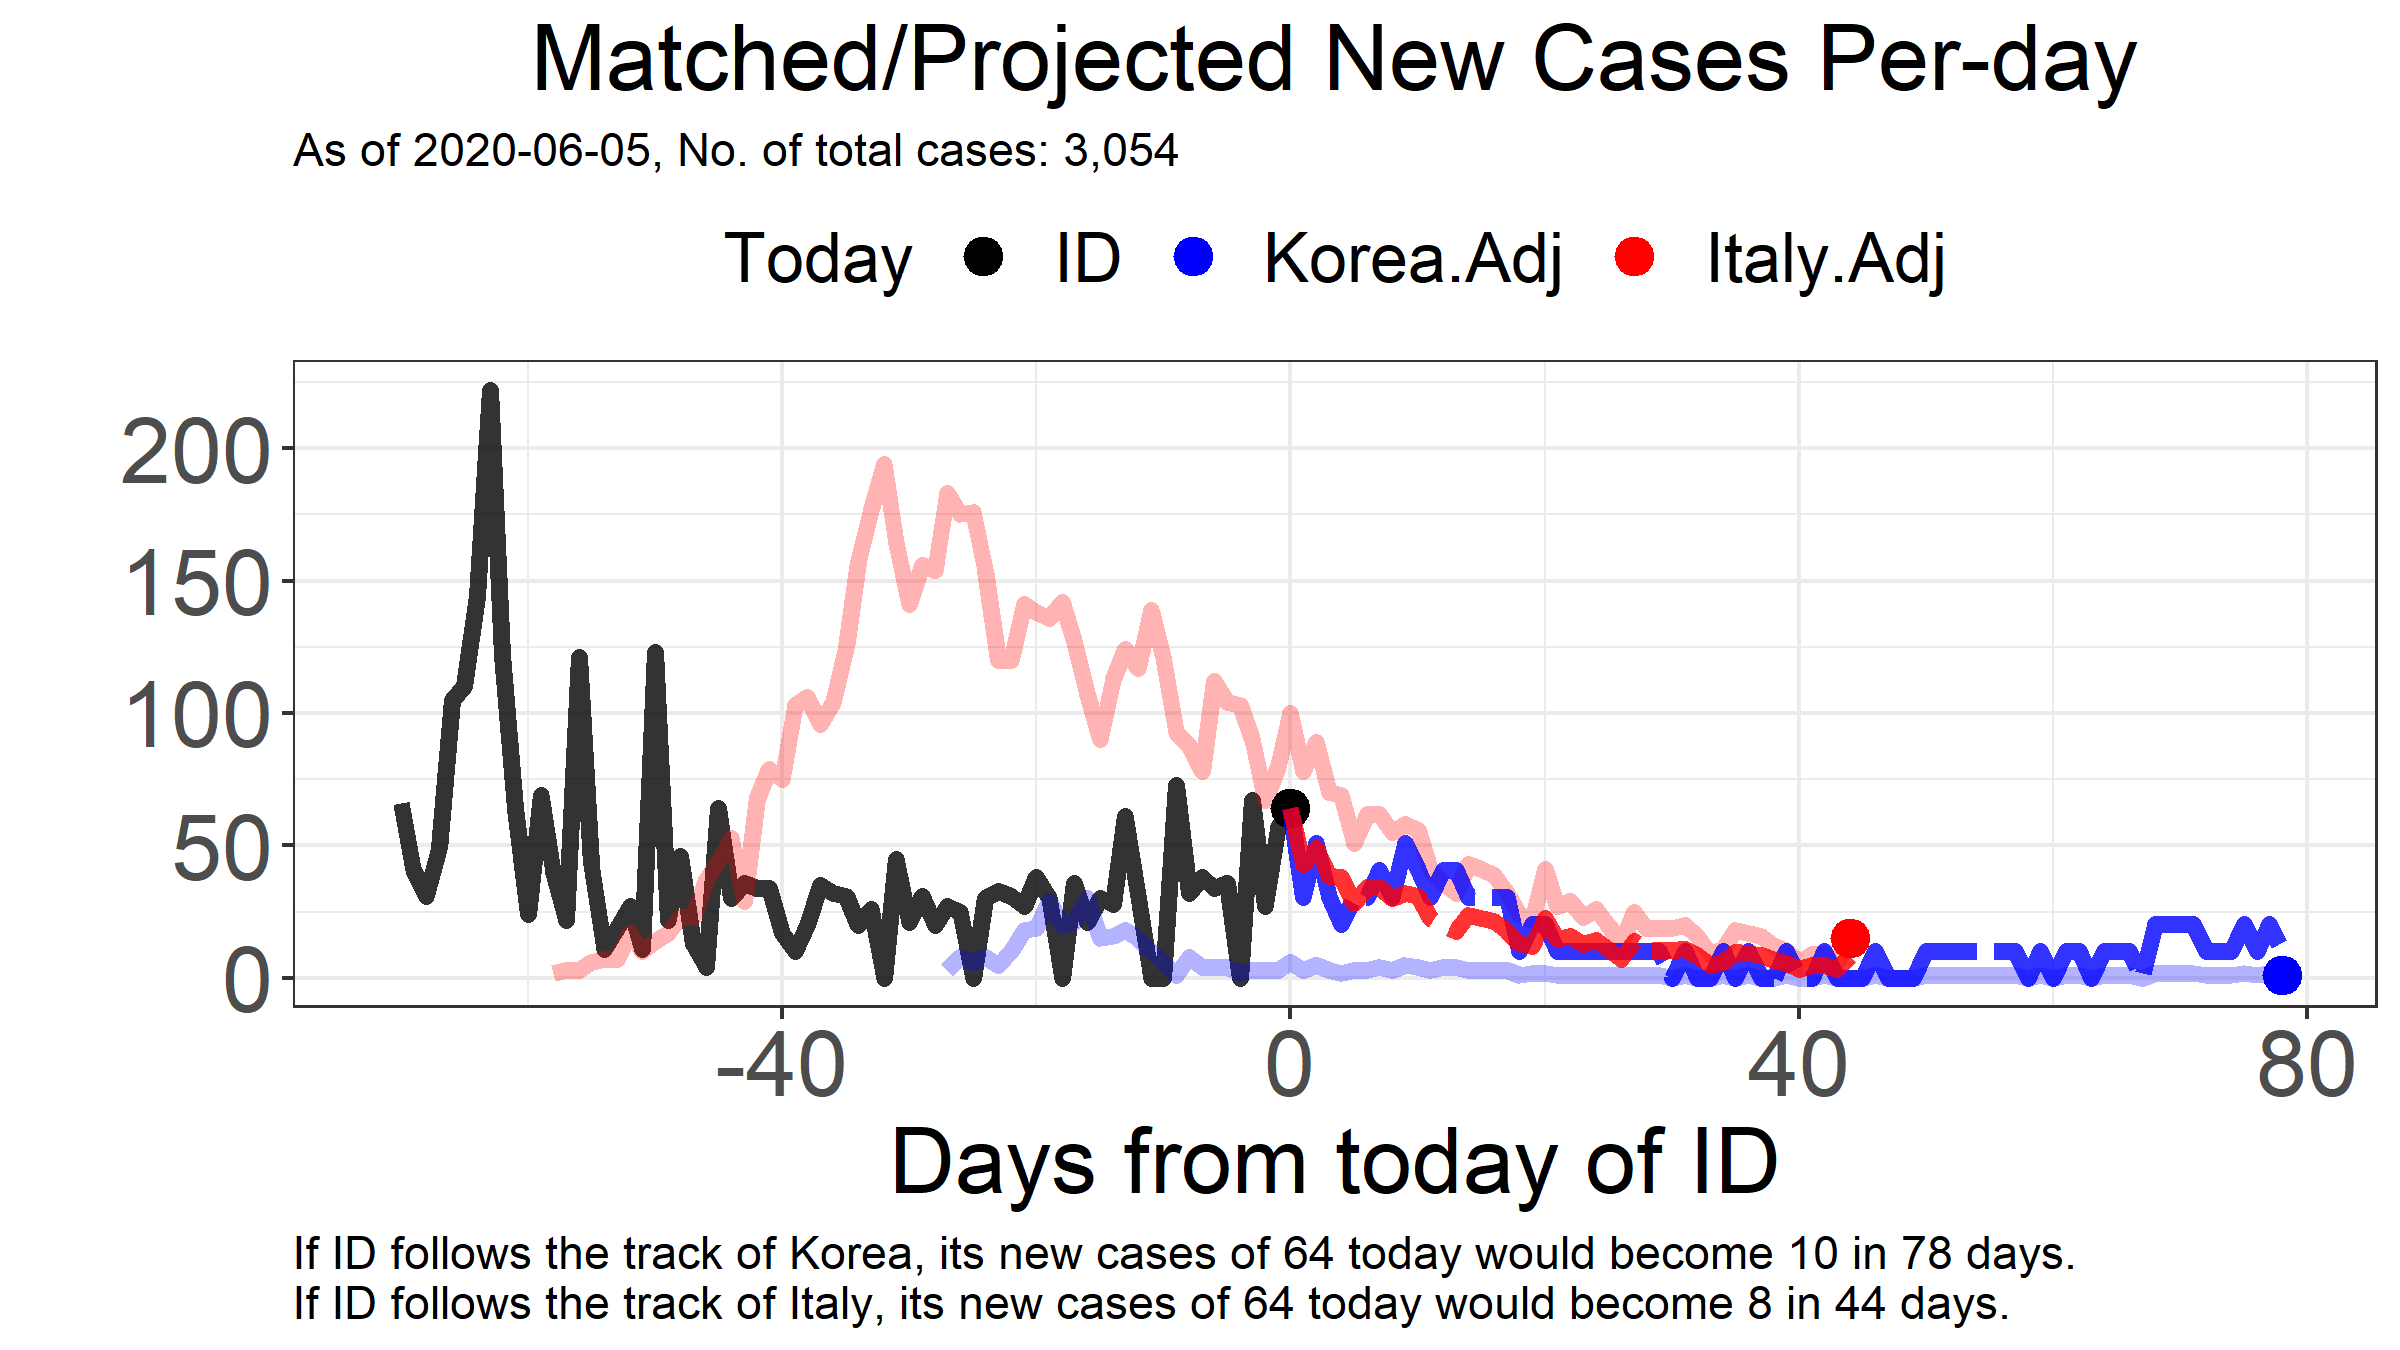 Matched/Projected New Cases Per-day
As of 2020-06-05, No. of total cases: 3,054
Today ID Korea.Adj Italy.Adj
200
150
100
50
0
-40 0 40 80
Days from today of ID
If ID follows the track of Korea, its new cases of 64 today would become 10 in 78 days.
If ID follows the track of Italy, its new cases of 64 today would become 8 in 44 days.